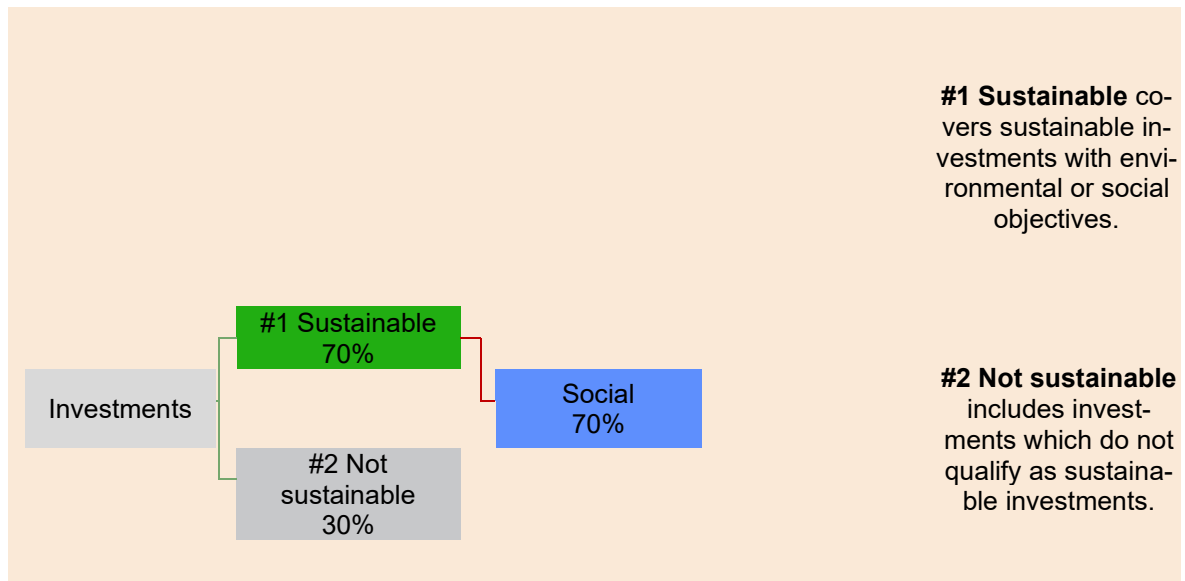 #1 Sustainable co-
vers sustainable in-
vestments with envi-
ronmental or social
objectives.
#1 Sustainable
70%
Investments
Social
70%
#2 Not
sustainable
30%
#2 Not sustainable
includes invest-
ments which do not
qualify as sustaina-
ble investments.